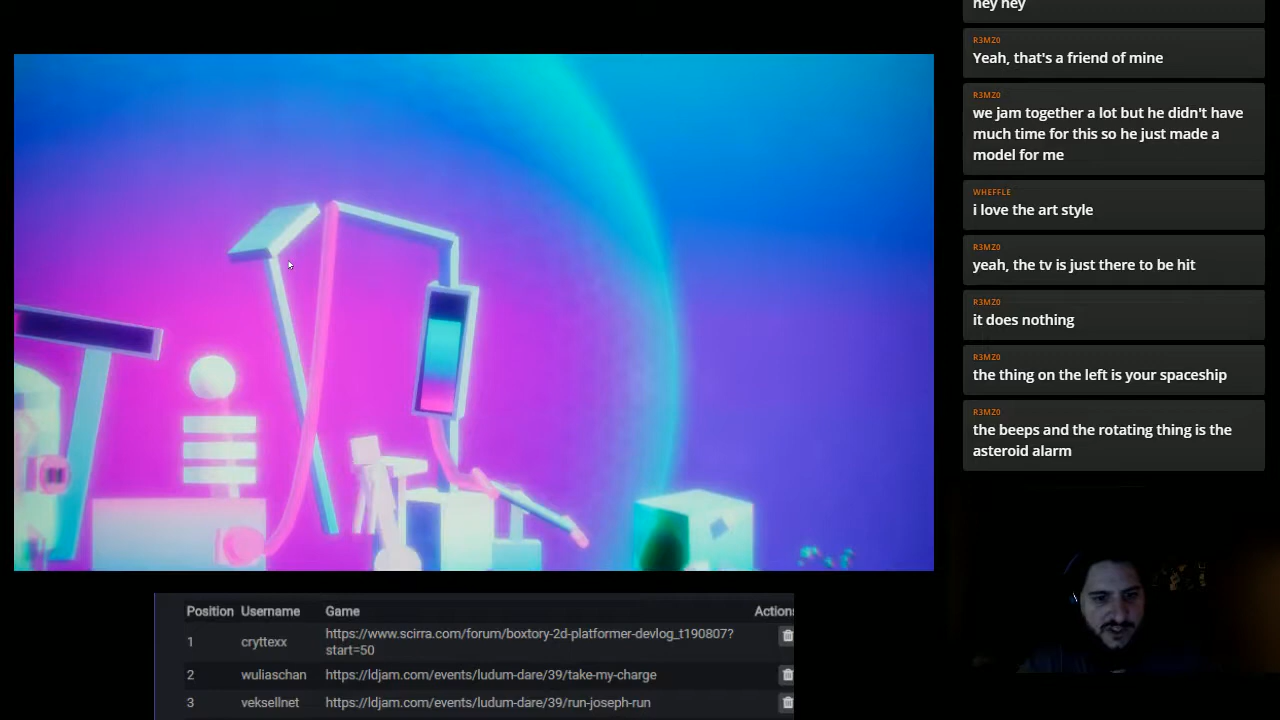 hey hey
R3MZ0
Yeah, that's a friend of mine
R3MZ0
we jam together a lot but he didn't have
much time for this so he just made a
model for me
WHEFFLE
i love the art style
R3MZ0
yeah, the tv is just there to be hit
R3MZ0
it does nothing
R3MZ0
the thing on the left is your spaceship
R3MZ0
the beeps and the rotating thing is the
asteroid alarm
Position Username Game Actions
1 cryttexx https://www.scirra.com/forum/boxtory-2d-platformer-devlog_t190807?
start=50
2 wuliaschan https://ldjam.com/events/ludum-dare/39/take-my-charge
3 veksellnet https://ldjam.com/events/ludum-dare/39/run-joseph-run